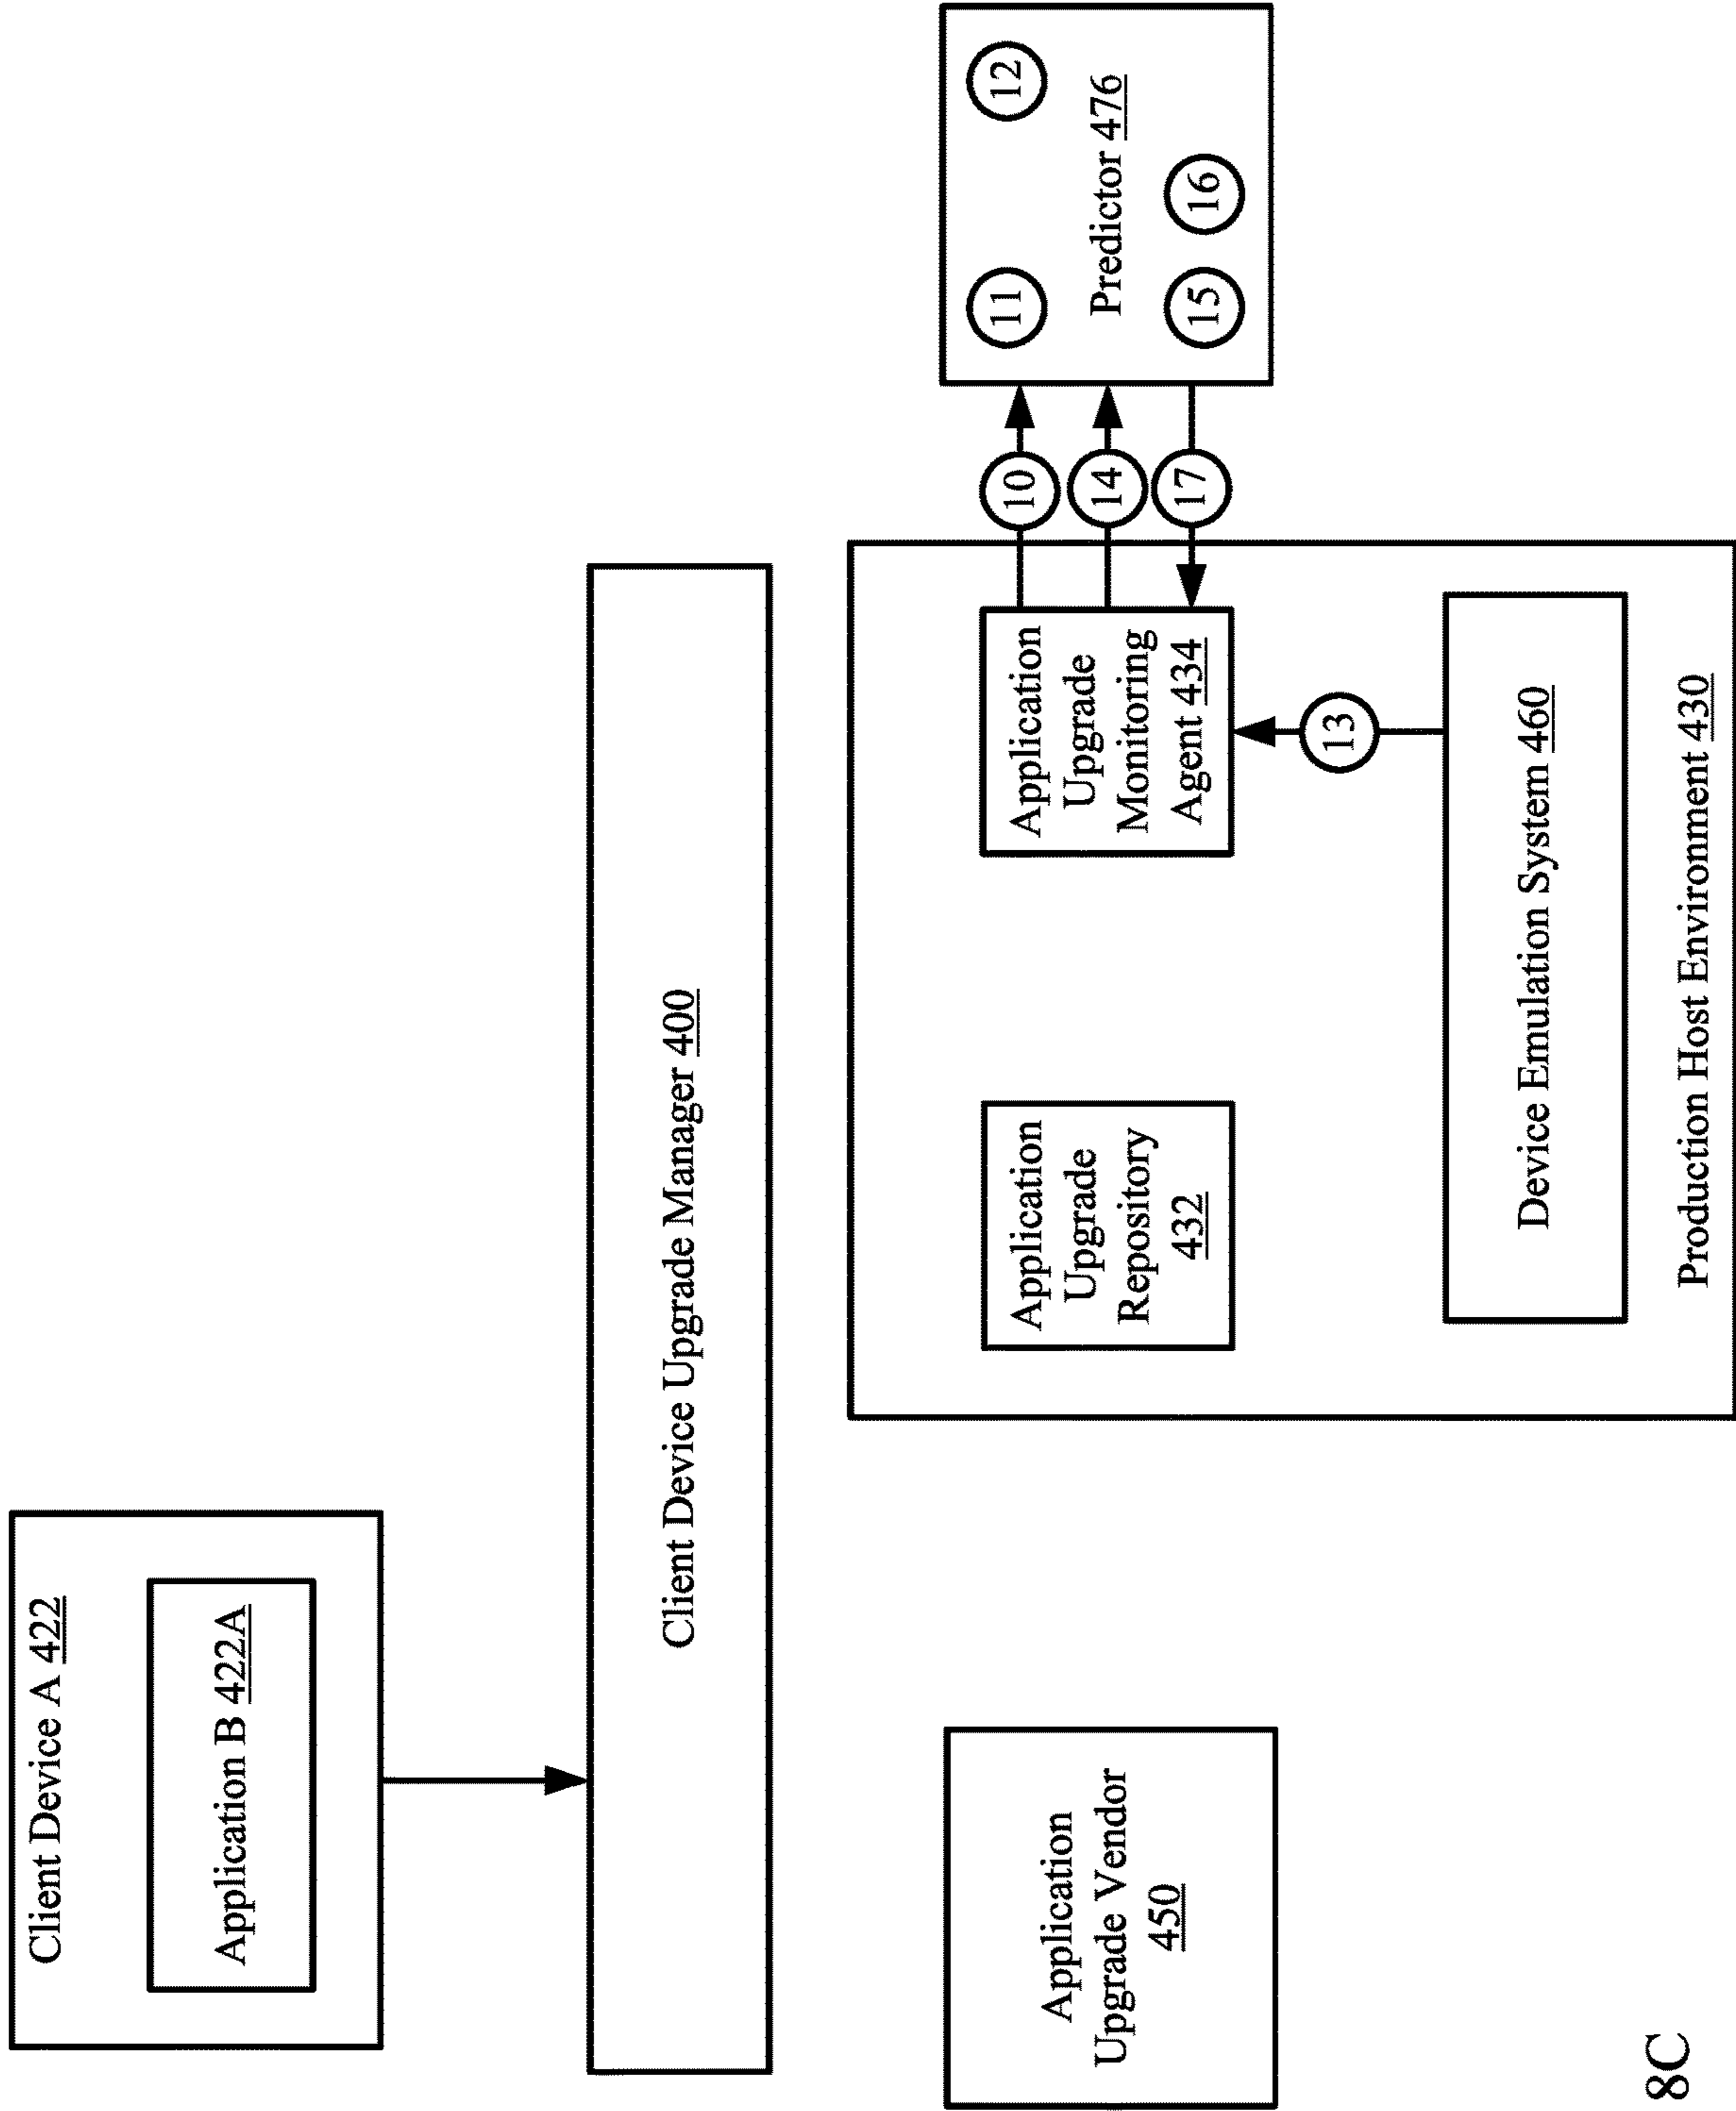 Client Device A 422
Application B 422A
Client Device Upgrade Manager 400
Application
Upgrade Vendor
450
Application
Upgrade
Repository
432
Application
Upgrade
Monitoring
Agent 434
10
14
17
11
12
Predictor 476
15
16
13
Device Emulation System 460
Production Host Environment 430
8C